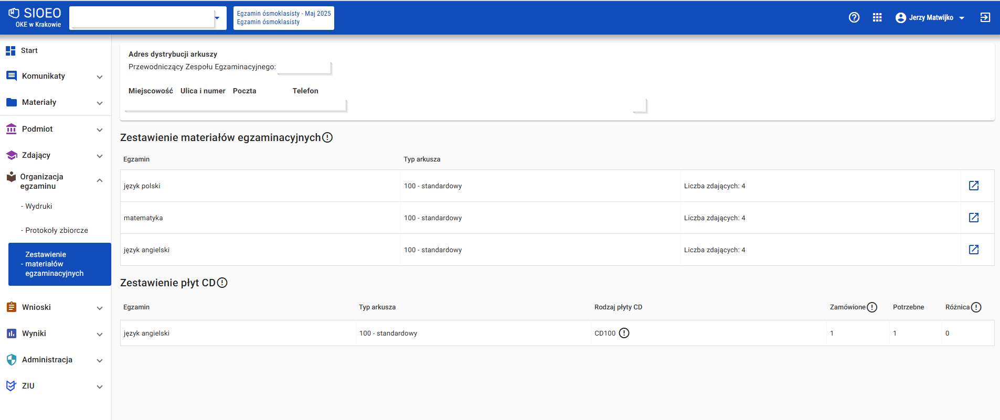 SIOEO
OKE w Krakowie
Egzamin ósmoklasisty - Maj 2025
Egzamin ósmoklasisty
Jerzy Matwijko
Start
Komunikaty
Materiały
Podmiot
Zdający
Organizacja
egzaminu
- Wydruki
- Protokoły zbiorcze
Zestawienie
- materiałów
egzaminacyjnych
Wnioski
Wyniki
Administracja
ZIU
Adres dystrybucji arkuszy
Przewodniczący Zespołu Egzaminacyjnego:
Miejscowość Ulica i numer Poczta Telefon
Zestawienie materiałów egzaminacyjnych
Egzamin Typ arkusza
język polski 100 - standardowy Liczba zdających: 4
matematyka 100 - standardowy Liczba zdających: 4
język angielski 100 - standardowy Liczba zdających: 4
Zestawienie płyt CD
Egzamin Typ arkusza Rodzaj płyty CD Zamówione Potrzebne Różnica
język angielski 100 - standardowy CD100 1 1 0